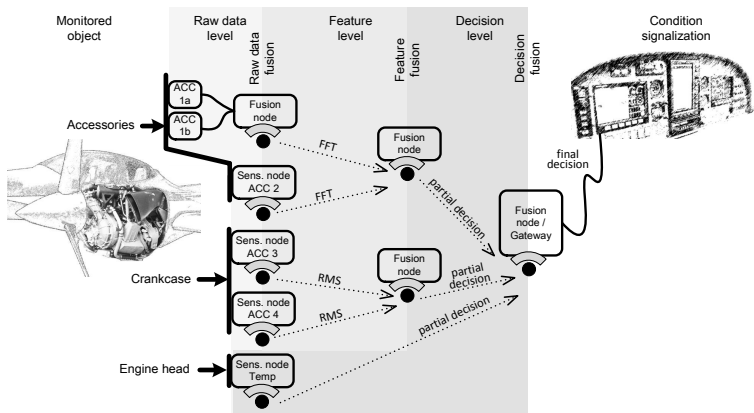 Monitored
object
Raw data
level
Feature
level
Decision
level
Condition
signalization
Raw data
fusion
Feature
fusion
Decision
fusion
ACC
1a
ACC
1b
Fusion
node
Accessories
FFT
Fusion
node
final
decision
Sens. node
ACC 2
FFT
partial decision
Fusion
node /
Gateway
Sens. node
ACC 3
Crankcase
RMS
Fusion
node
partial
decision
Sens. node
ACC 4
RMS
partial decision
Engine head
Sens. node
Temp